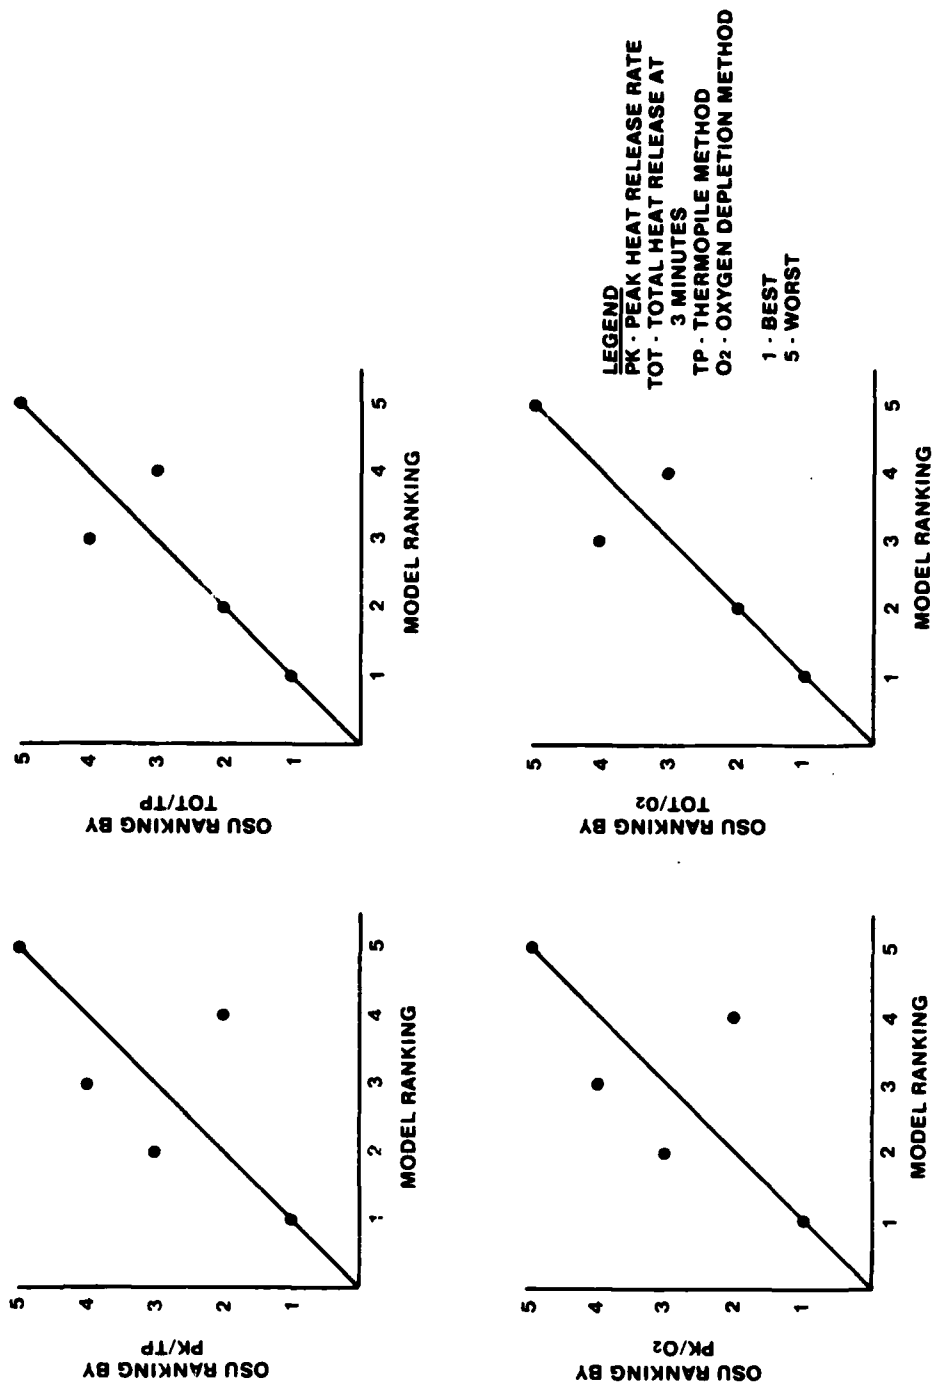 OSU RANKING BY
PK/TP
5
4
3
2
1
1
2
3
4
5
MODEL RANKING
OSU RANKING BY
TOT/TP
5
4
3
2
1
1
2
3
4
5
MODEL RANKING
OSU RANKING BY
PK/O2
5
4
3
2
1
1
2
3
4
5
MODEL RANKING
OSU RANKING BY
TOT/O2
5
4
3
2
1
1
2
3
4
5
MODEL RANKING
LEGEND
PK - PEAK HEAT RELEASE RATE
TOT - TOTAL HEAT RELEASE AT
3 MINUTES
TP - THERMOPILE METHOD
O2 - OXYGEN DEPLETION METHOD
1 - BEST
5 - WORST